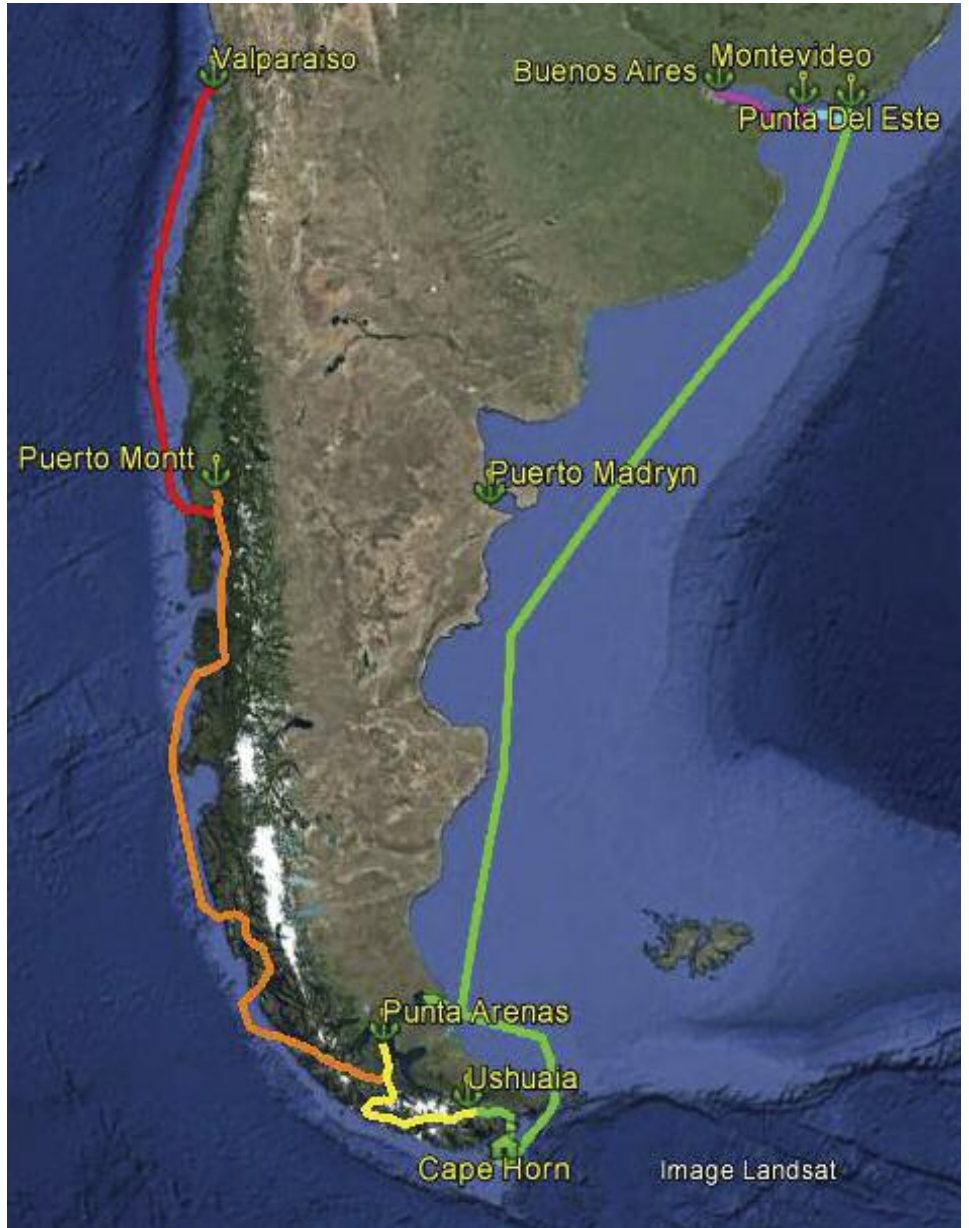 Valparaiso
Montevideo
Buenos Aires
Punta Del Este
Puerto Montt
Puerto Madryn
Punta Arenas
Ushuaia
Cape Horn
Image Landsat